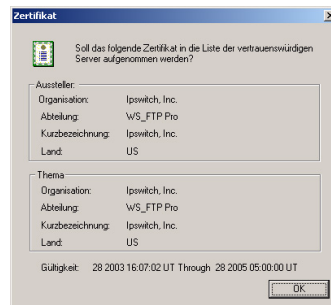 Zertifikat
Soll das folgende Zertifikat in die Liste der vertrauenswürdigen
Server aufgenommen werden?
Aussteller:
Organisation: Ipswitch, Inc.
Abteilung: WS_FTP Pro
Kurzbezeichnung: Ipswitch, Inc.
Land: US
Thema
Organisation: Ipswitch, Inc.
Abteilung: WS_FTP Pro
Kurzbezeichnung: Ipswitch, Inc.
Land: US
Gültigkeit: 28 2003 16:07:02 UT Through 28 2005 05:00:00 UT
OK